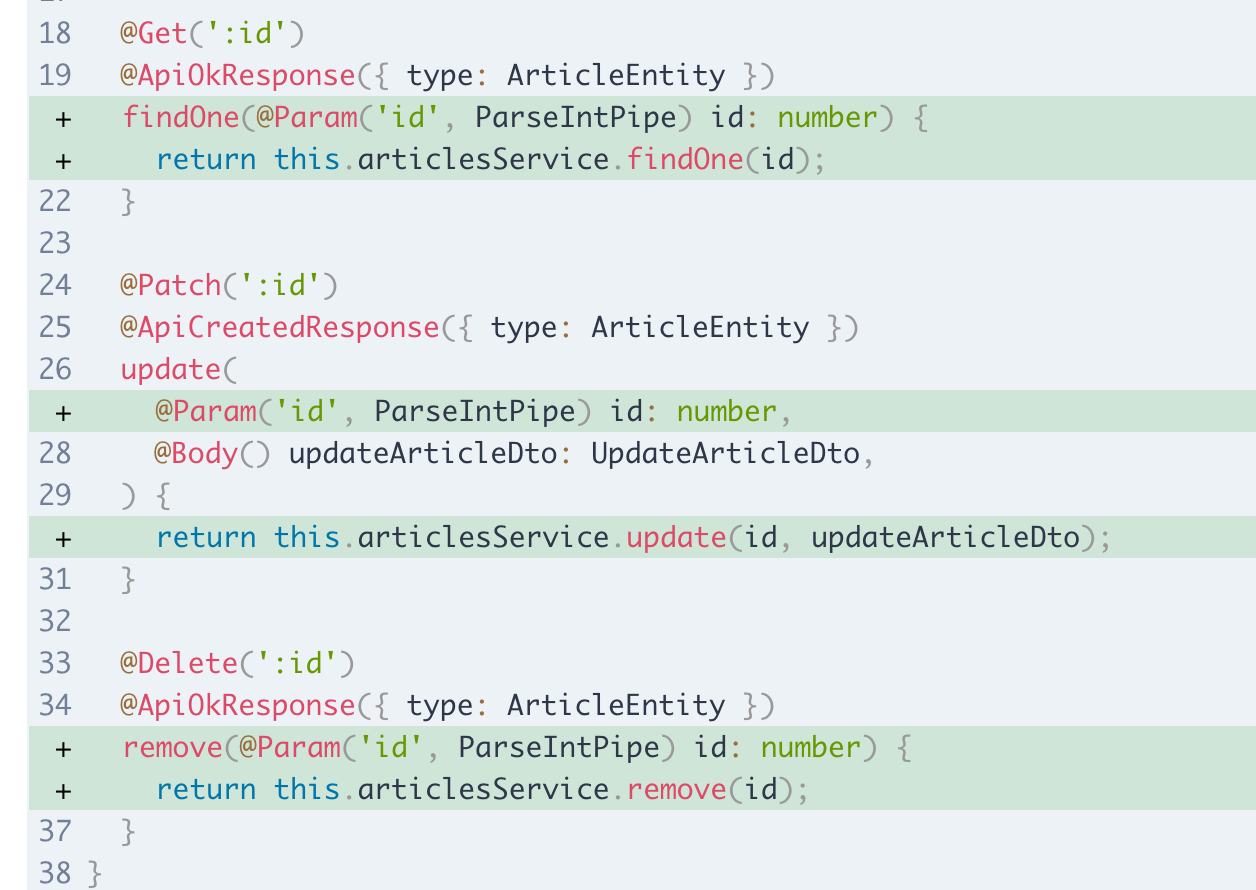 18 @Get(':id')
19 @ApiOkResponse({ type: ArticleEntity })
+ findOne(@Param('id', ParseIntPipe) id: number) {
+ return this.articlesService.findOne(id);
22 }
23
24 @Patch(':id')
25 @ApiCreatedResponse({ type: ArticleEntity })
26 update(
+ @Param('id', ParseIntPipe) id: number,
28 @Body() updateArticleDto: UpdateArticleDto,
29 ) {
+ return this.articlesService.update(id, updateArticleDto);
31 }
32
33 @Delete(':id')
34 @ApiOkResponse({ type: ArticleEntity })
+ remove(@Param('id', ParseIntPipe) id: number) {
+ return this.articlesService.remove(id);
37 }
38 }